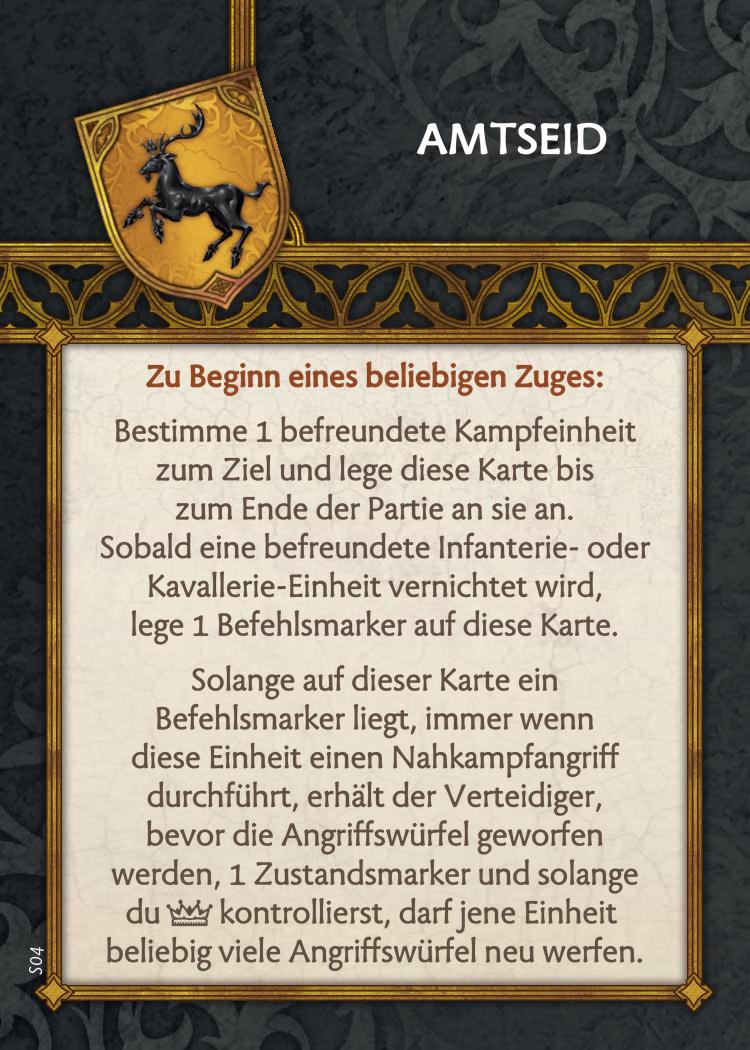 AMTSEID
Zu Beginn eines beliebigen Zuges:
Bestimme 1 befreundete Kampfeinheit
zum Ziel und lege diese Karte bis
zum Ende der Partie an sie an.
Sobald eine befreundete Infanterie- oder
Kavallerie-Einheit vernichtet wird,
lege 1 Befehlsmarker auf diese Karte.
Solange auf dieser Karte ein
Befehlsmarker liegt, immer wenn
diese Einheit einen Nahkampfangriff
durchführt, erhält der Verteidiger,
bevor die Angriffswürfel geworfen
werden, 1 Zustandsmarker und solange
du kontrollierst, darf jene Einheit
beliebig viele Angriffswürfel neu werfen.
S04